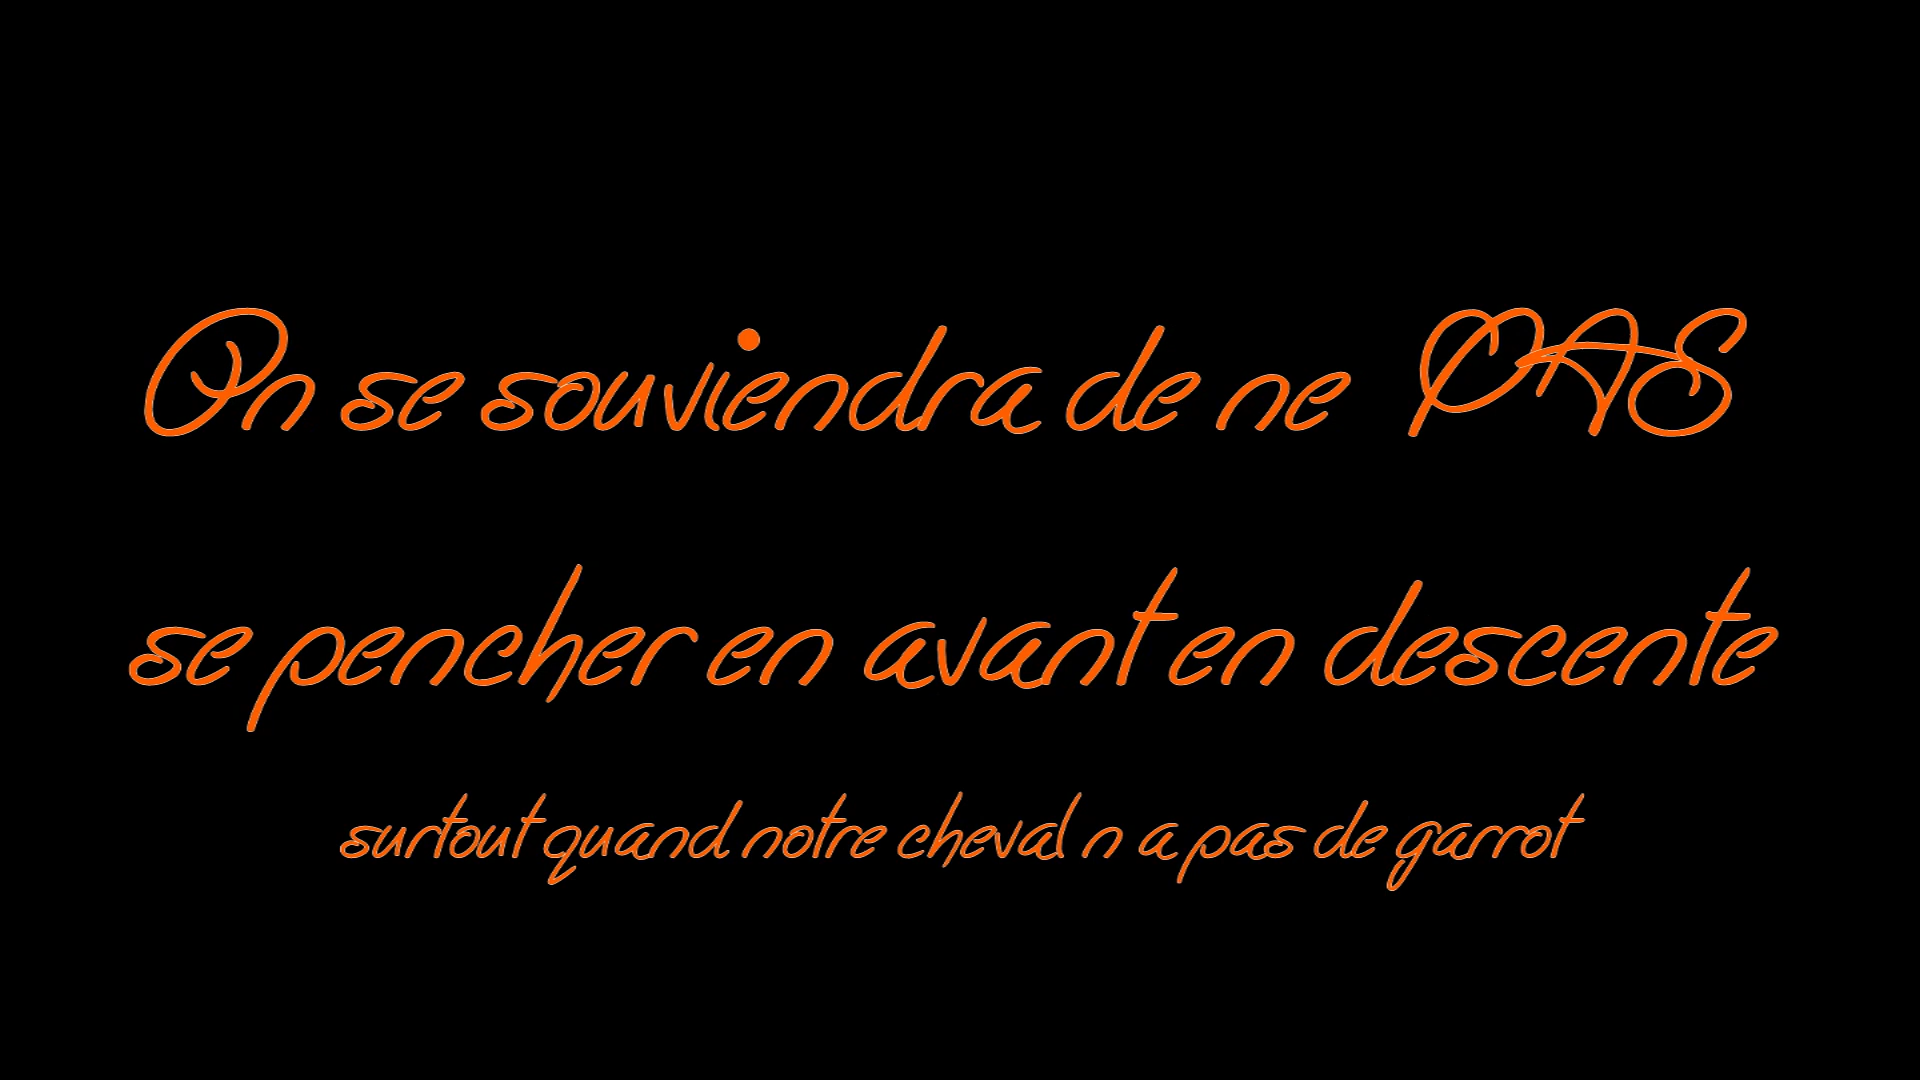 On se souviendra de ne PAS
se pencher en avant en descente
surtout quand notre cheval n a pas de garrot